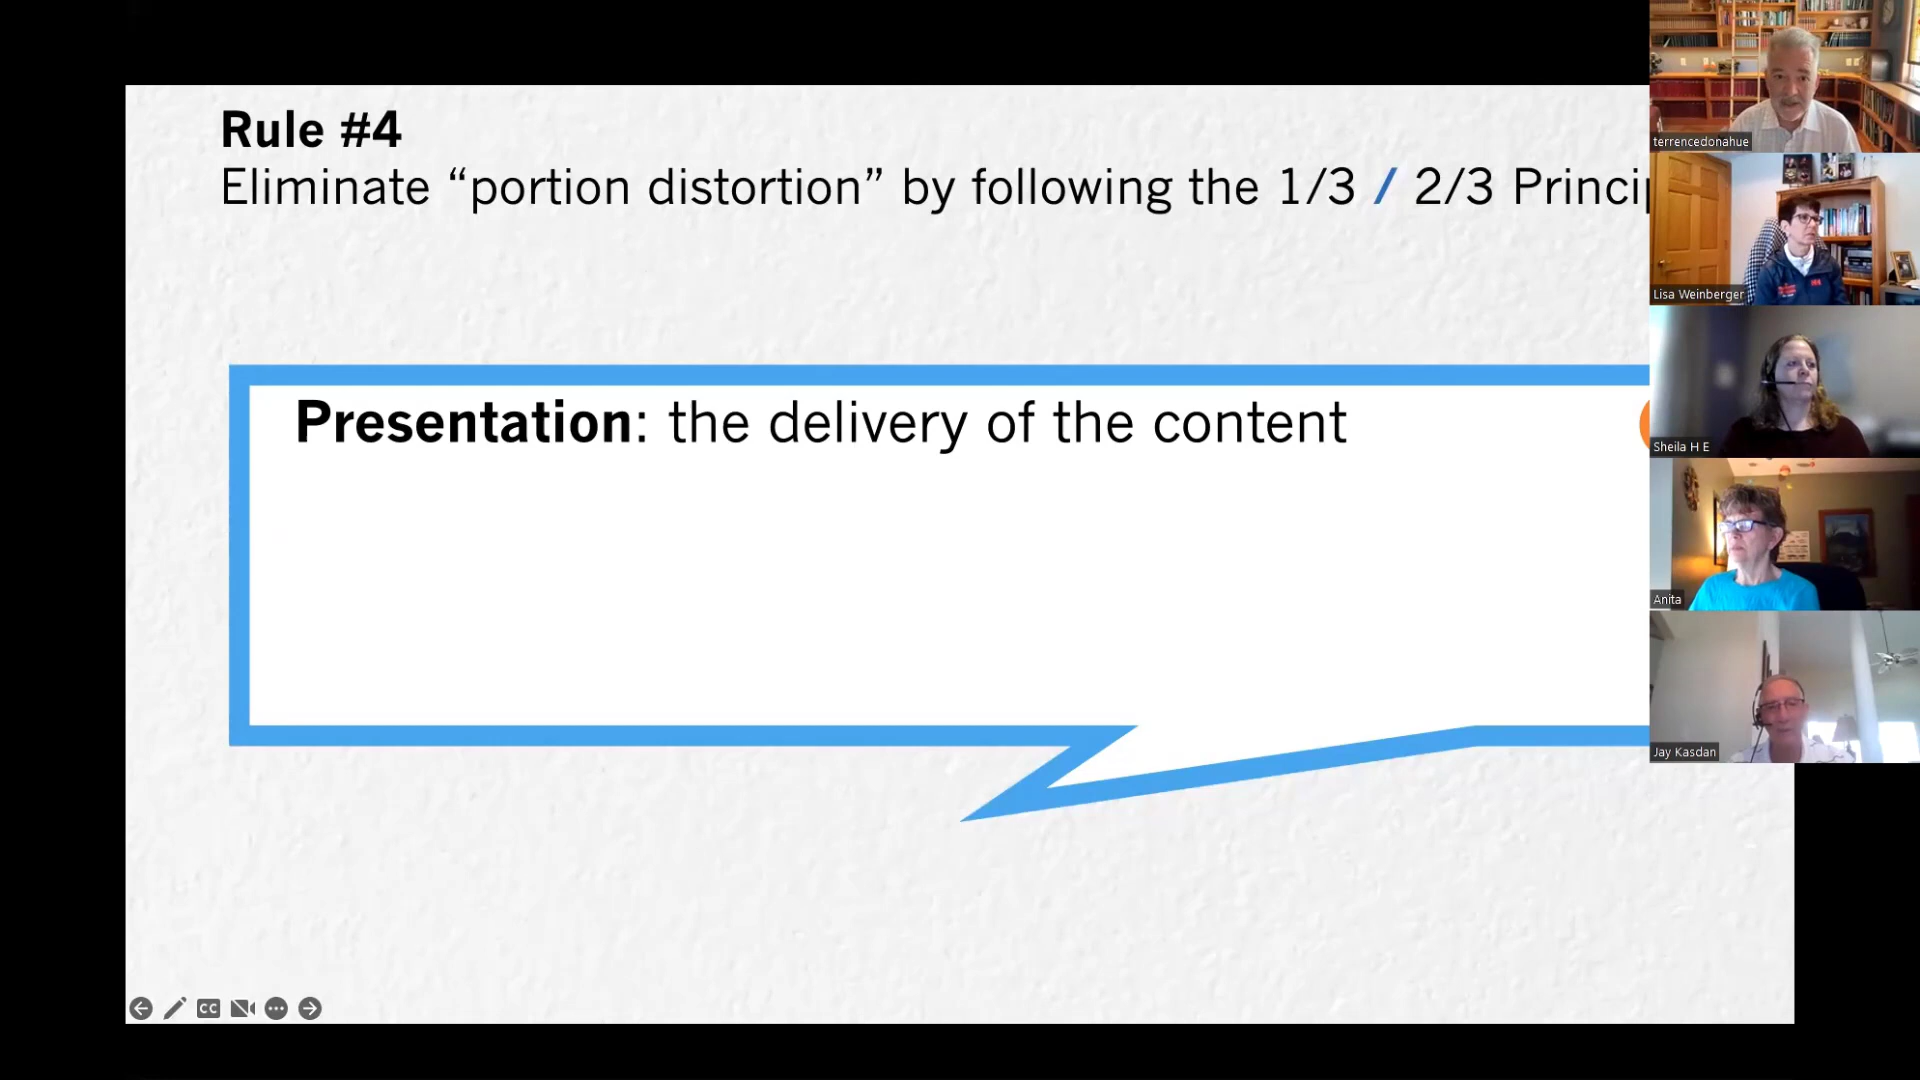 Rule #4
Eliminate “portion distortion” by following the 1/3 / 2/3 Princi
Presentation: the delivery of the content
terrencedonahue
Lisa Weinberger
Sheila H E
Anita
Jay Kasdan
CC